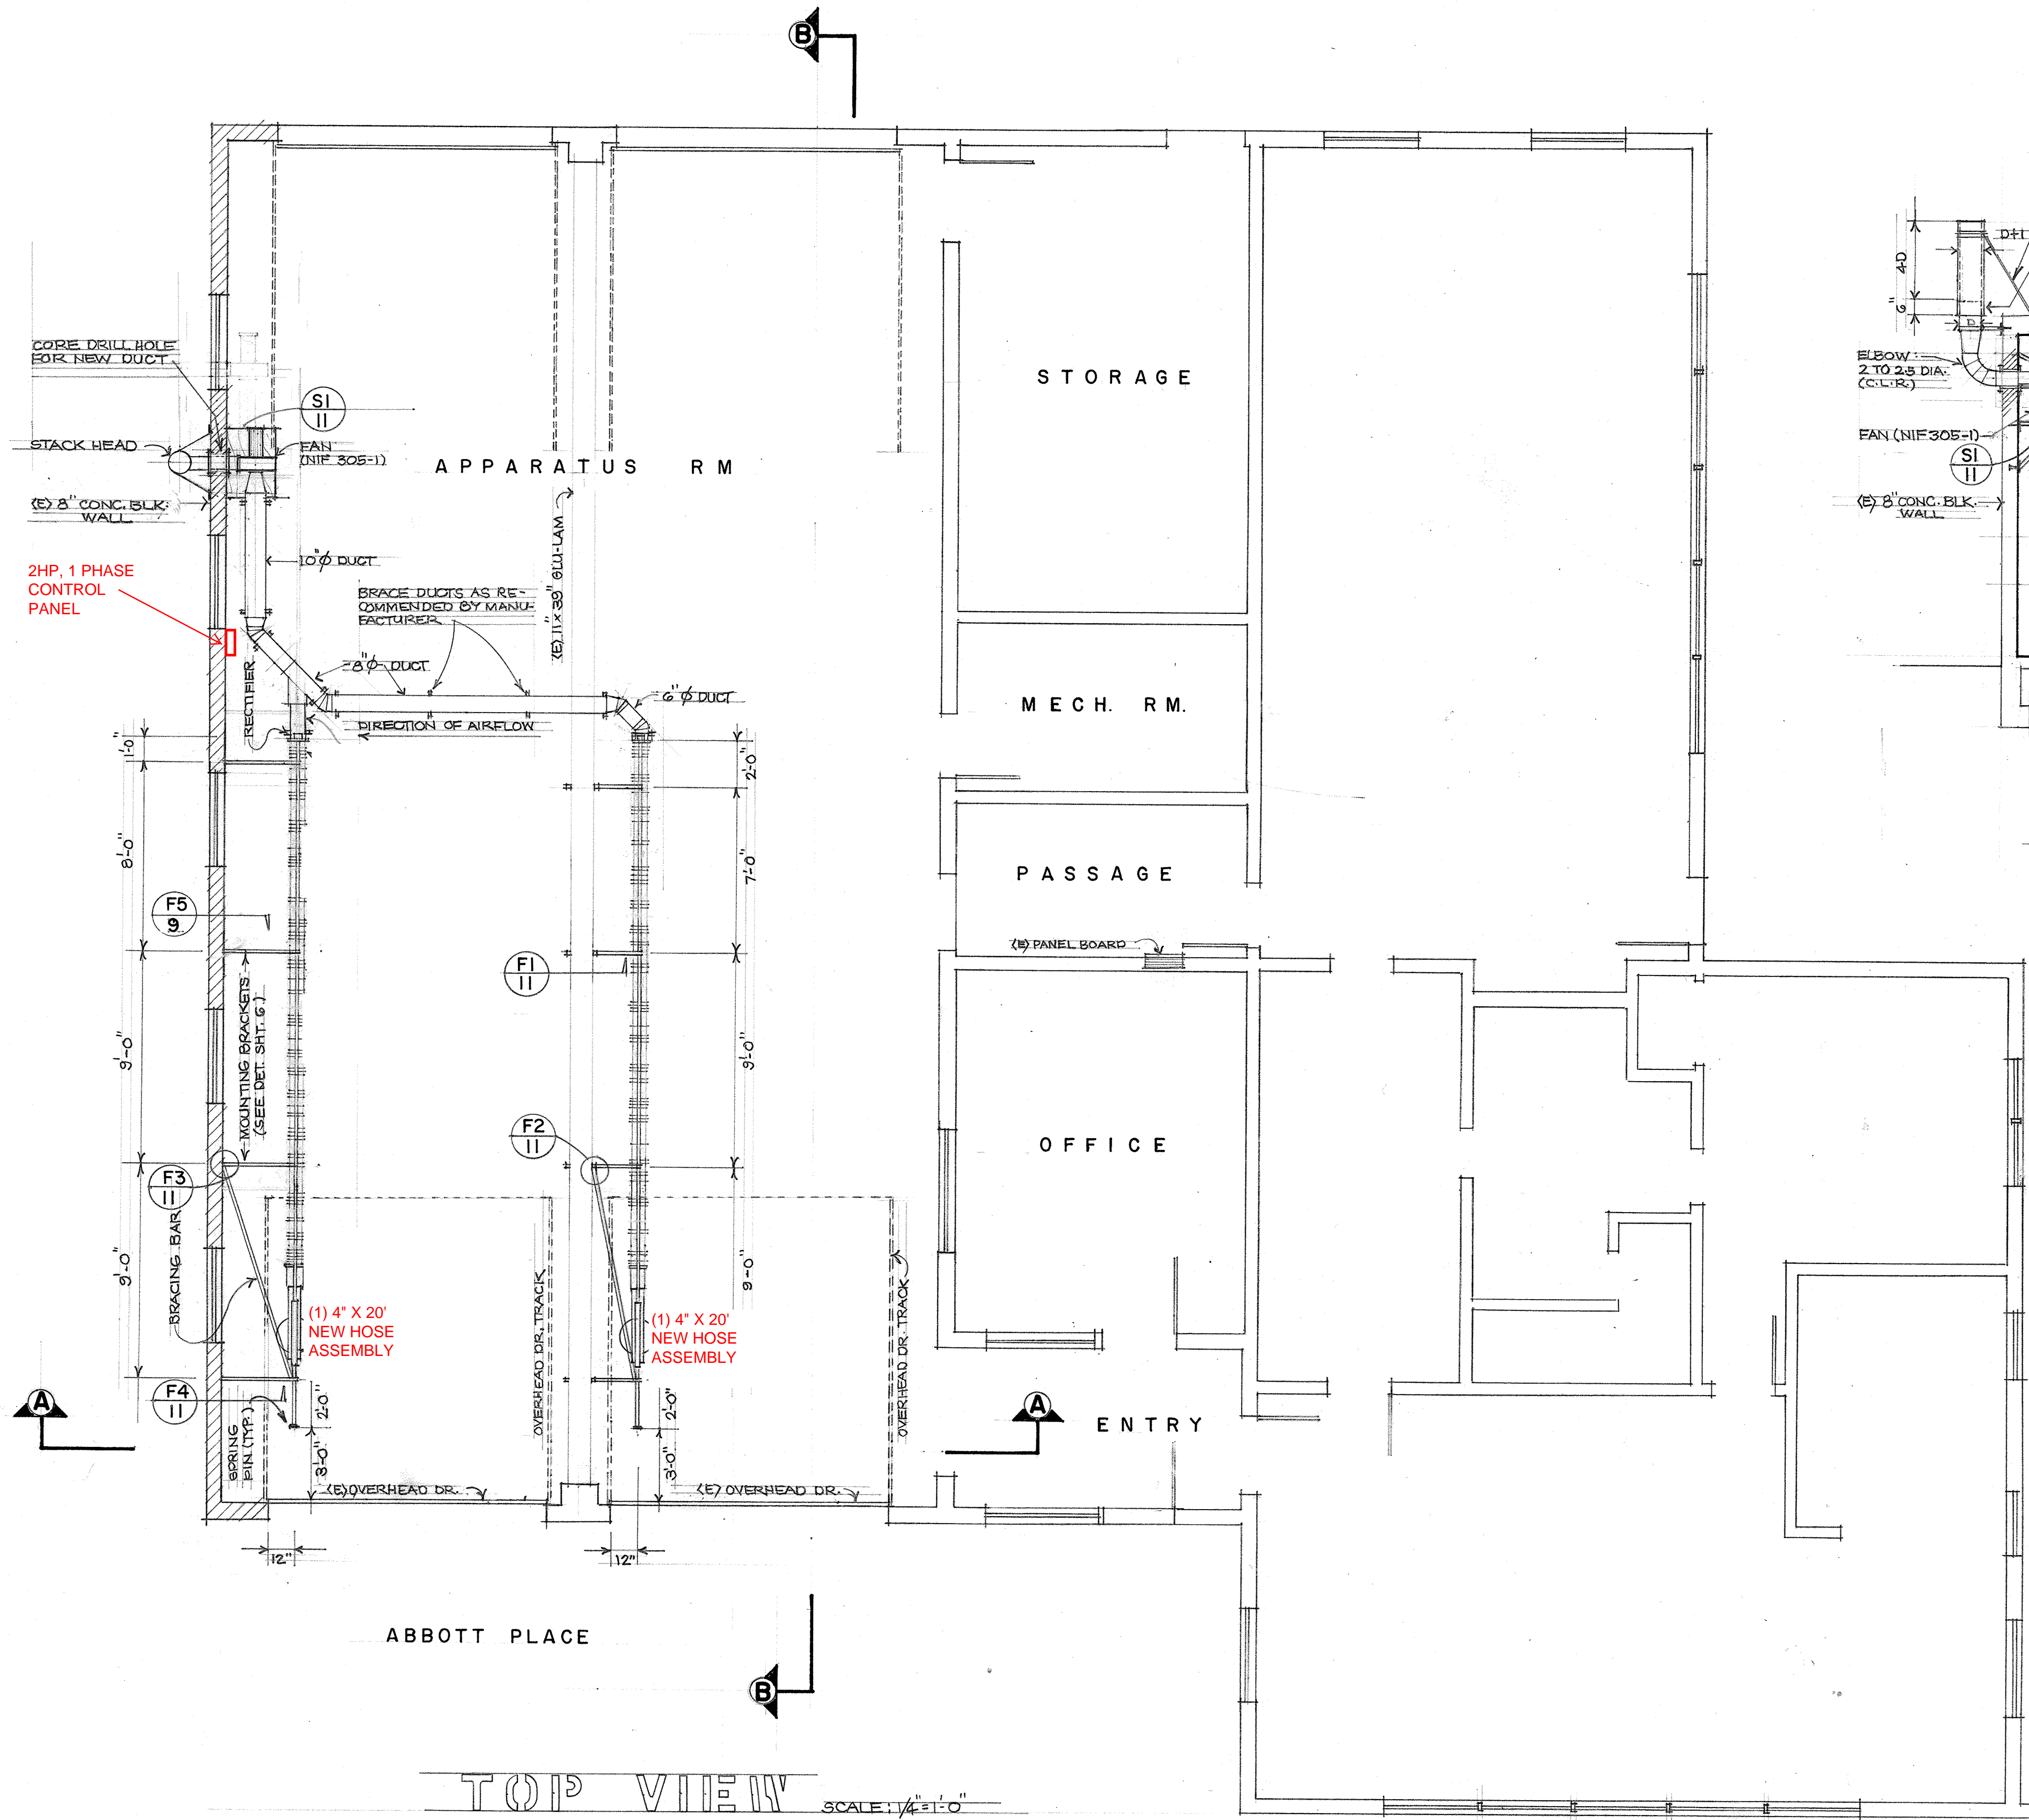 B
CORE DRILL HOLE
FOR NEW DUCT
STACK HEAD
(E) 8" CONC. BLK.
WALL
S1
11
FAN
(NIF 305-1)
APPARATUS RM
10"Ø DUCT
2HP, 1 PHASE
CONTROL
PANEL
BRACE DUCTS AS RE-
COMMENDED BY MANU-
FACTURER
(E) 11"x 39" GLU-LAM
8"Ø DUCT
6"Ø DUCT
RECTIFIER
DIRECTION OF AIRFLOW
1'-0"
8'-0"
9'-0"
9'-0"
2'-0"
7'-0"
9'-0"
9'-0"
F5
9
F1
11
MOUNTING BRACKETS
(SEE DET. SHT. 6)
F2
11
F3
11
BRACING BAR
(1) 4" X 20'
NEW HOSE
ASSEMBLY
(1) 4" X 20'
NEW HOSE
ASSEMBLY
OVERHEAD DR. TRACK
OVERHEAD DR. TRACK
F4
11
SPRING
PIN (TYP.)
2'-0"
3'-0"
2'-0"
3'-0"
(E) OVERHEAD DR.
(E) OVERHEAD DR.
12"
12"
A
A
STORAGE
MECH. RM.
PASSAGE
(E) PANEL BOARD
OFFICE
ENTRY
ABBOTT PLACE
B
TOP VIEW
SCALE: 1/4"=1'-0"
D+1
4D
6"
D
ELBOW
2 TO 2.5 DIA.
(C.L.R.)
FAN (NIF 305-1)
S1
11
(E) 8" CONC. BLK.
WALL